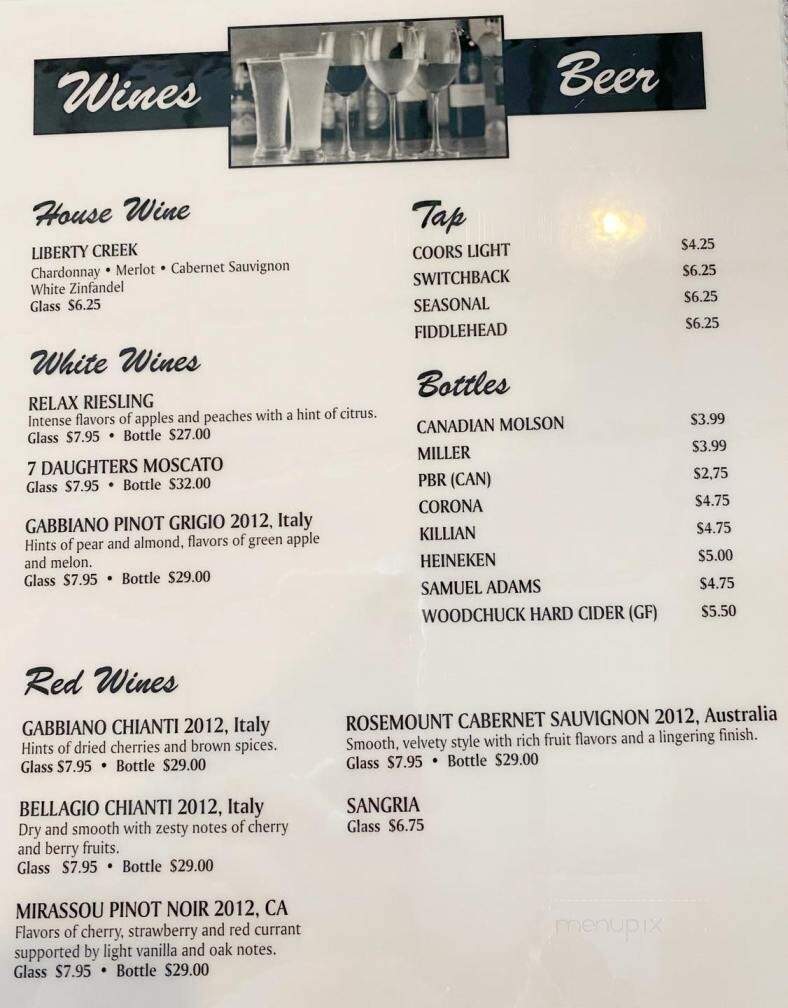 Wines
Beer
House Wine
LIBERTY CREEK
Chardonnay • Merlot • Cabernet Sauvignon
White Zinfandel
Glass $6.25
White Wines
RELAX RIESLING
Intense flavors of apples and peaches with a hint of citrus.
Glass $7.95 • Bottle $27.00
7 DAUGHTERS MOSCATO
Glass $7.95 • Bottle $32.00
GABBIANO PINOT GRIGIO 2012, Italy
Hints of pear and almond, flavors of green apple
and melon.
Glass $7.95 • Bottle $29.00
Tap
COORS LIGHT $4.25
SWITCHBACK $6.25
SEASONAL $6.25
FIDDLEHEAD $6.25
Bottles
CANADIAN MOLSON $3.99
MILLER $3.99
PBR (CAN) $2,75
CORONA $4.75
KILLIAN $4.75
HEINEKEN $5.00
SAMUEL ADAMS $4.75
WOODCHUCK HARD CIDER (GF) $5.50
Red Wines
GABBIANO CHIANTI 2012, Italy
Hints of dried cherries and brown spices.
Glass $7.95 • Bottle $29.00
BELLAGIO CHIANTI 2012, Italy
Dry and smooth with zesty notes of cherry
and berry fruits.
Glass $7.95 • Bottle $29.00
MIRASSOU PINOT NOIR 2012, CA
Flavors of cherry, strawberry and red currant
supported by light vanilla and oak notes.
Glass $7.95 • Bottle $29.00
ROSEMOUNT CABERNET SAUVIGNON 2012, Australia
Smooth, velvety style with rich fruit flavors and a lingering finish.
Glass $7.95 • Bottle $29.00
SANGRIA
Glass $6.75
menupix